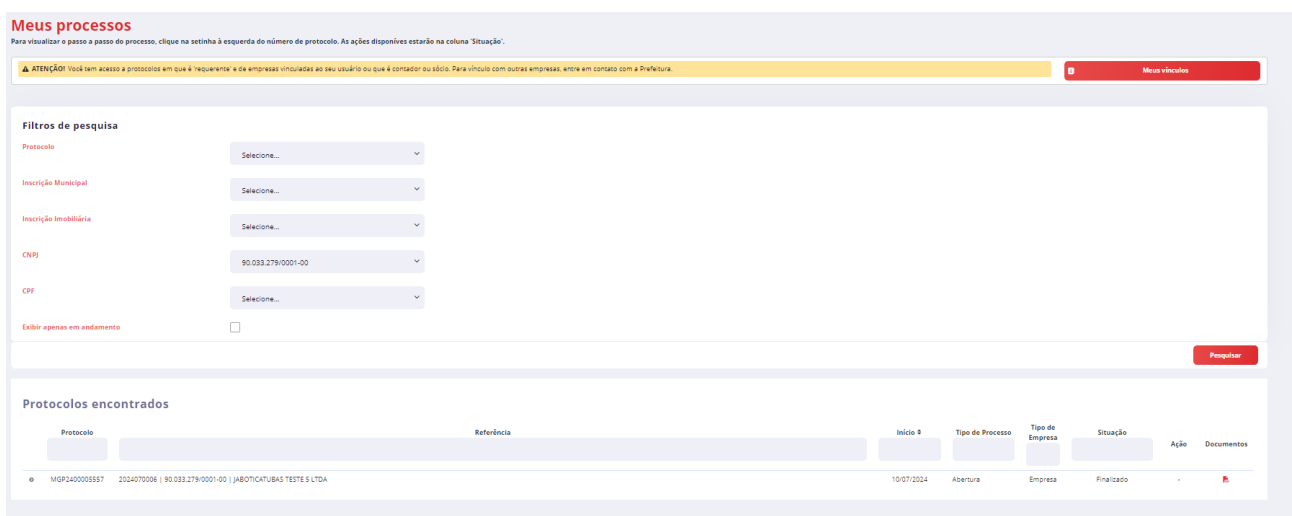 Meus processos
Para visualizar o passo a passo do processo, clique na setinha à esquerda do número de protocolo. As ações disponíves estarão na coluna 'Situação'.
ATENÇÃO! Você tem acesso a protocolos em que é 'requerente' e de empresas vinculadas ao seu usuário ou que é contador ou sócio. Para vínculo com outras empresas, entre em contato com a Prefeitura.
Meus vínculos
Filtros de pesquisa
Protocolo
Selecione...
Inscrição Municipal
Selecione...
Inscrição Imobiliária
Selecione...
CNPJ
90.033.279/0001-00
CPF
Selecione...
Exibir apenas em andamento
Pesquisar
Protocolos encontrados
Protocolo Referência Início Tipo de Processo Tipo de Empresa Situação Ação Documentos
MGP2400005557 2024070006 | 90.033.279/0001-00 | JABOTICATUBAS TESTE 5 LTDA 10/07/2024 Abertura Empresa Finalizado -